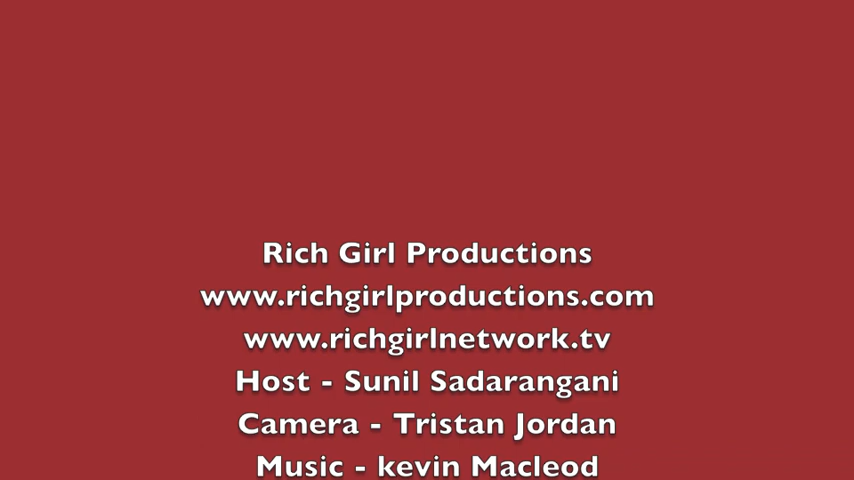 Rich Girl Productions
www.richgirlproductions.com
www.richgirlnetwork.tv
Host - Sunil Sadarangani
Camera - Tristan Jordan
Music - kevin Macleod